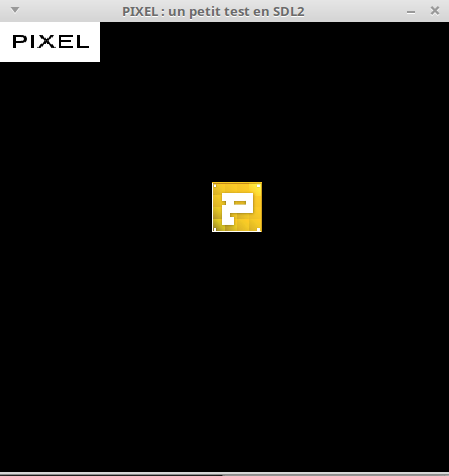 PIXEL : un petit test en SDL2
PIXEL
P